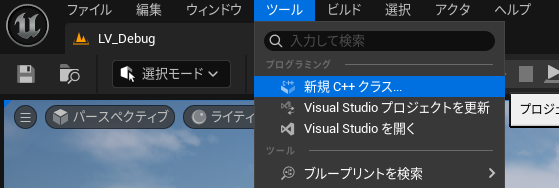 ファイル 編集 ウィンドウ ツール ビルド 選択 アクタ ヘルプ
LV_Debug
入力して検索
プログラミング
選択モード
新規 C++ クラス...
パースペクティブ ライティ
Visual Studio プロジェクトを更新
プロジ
Visual Studio を開く
ツール
ブループリントを検索